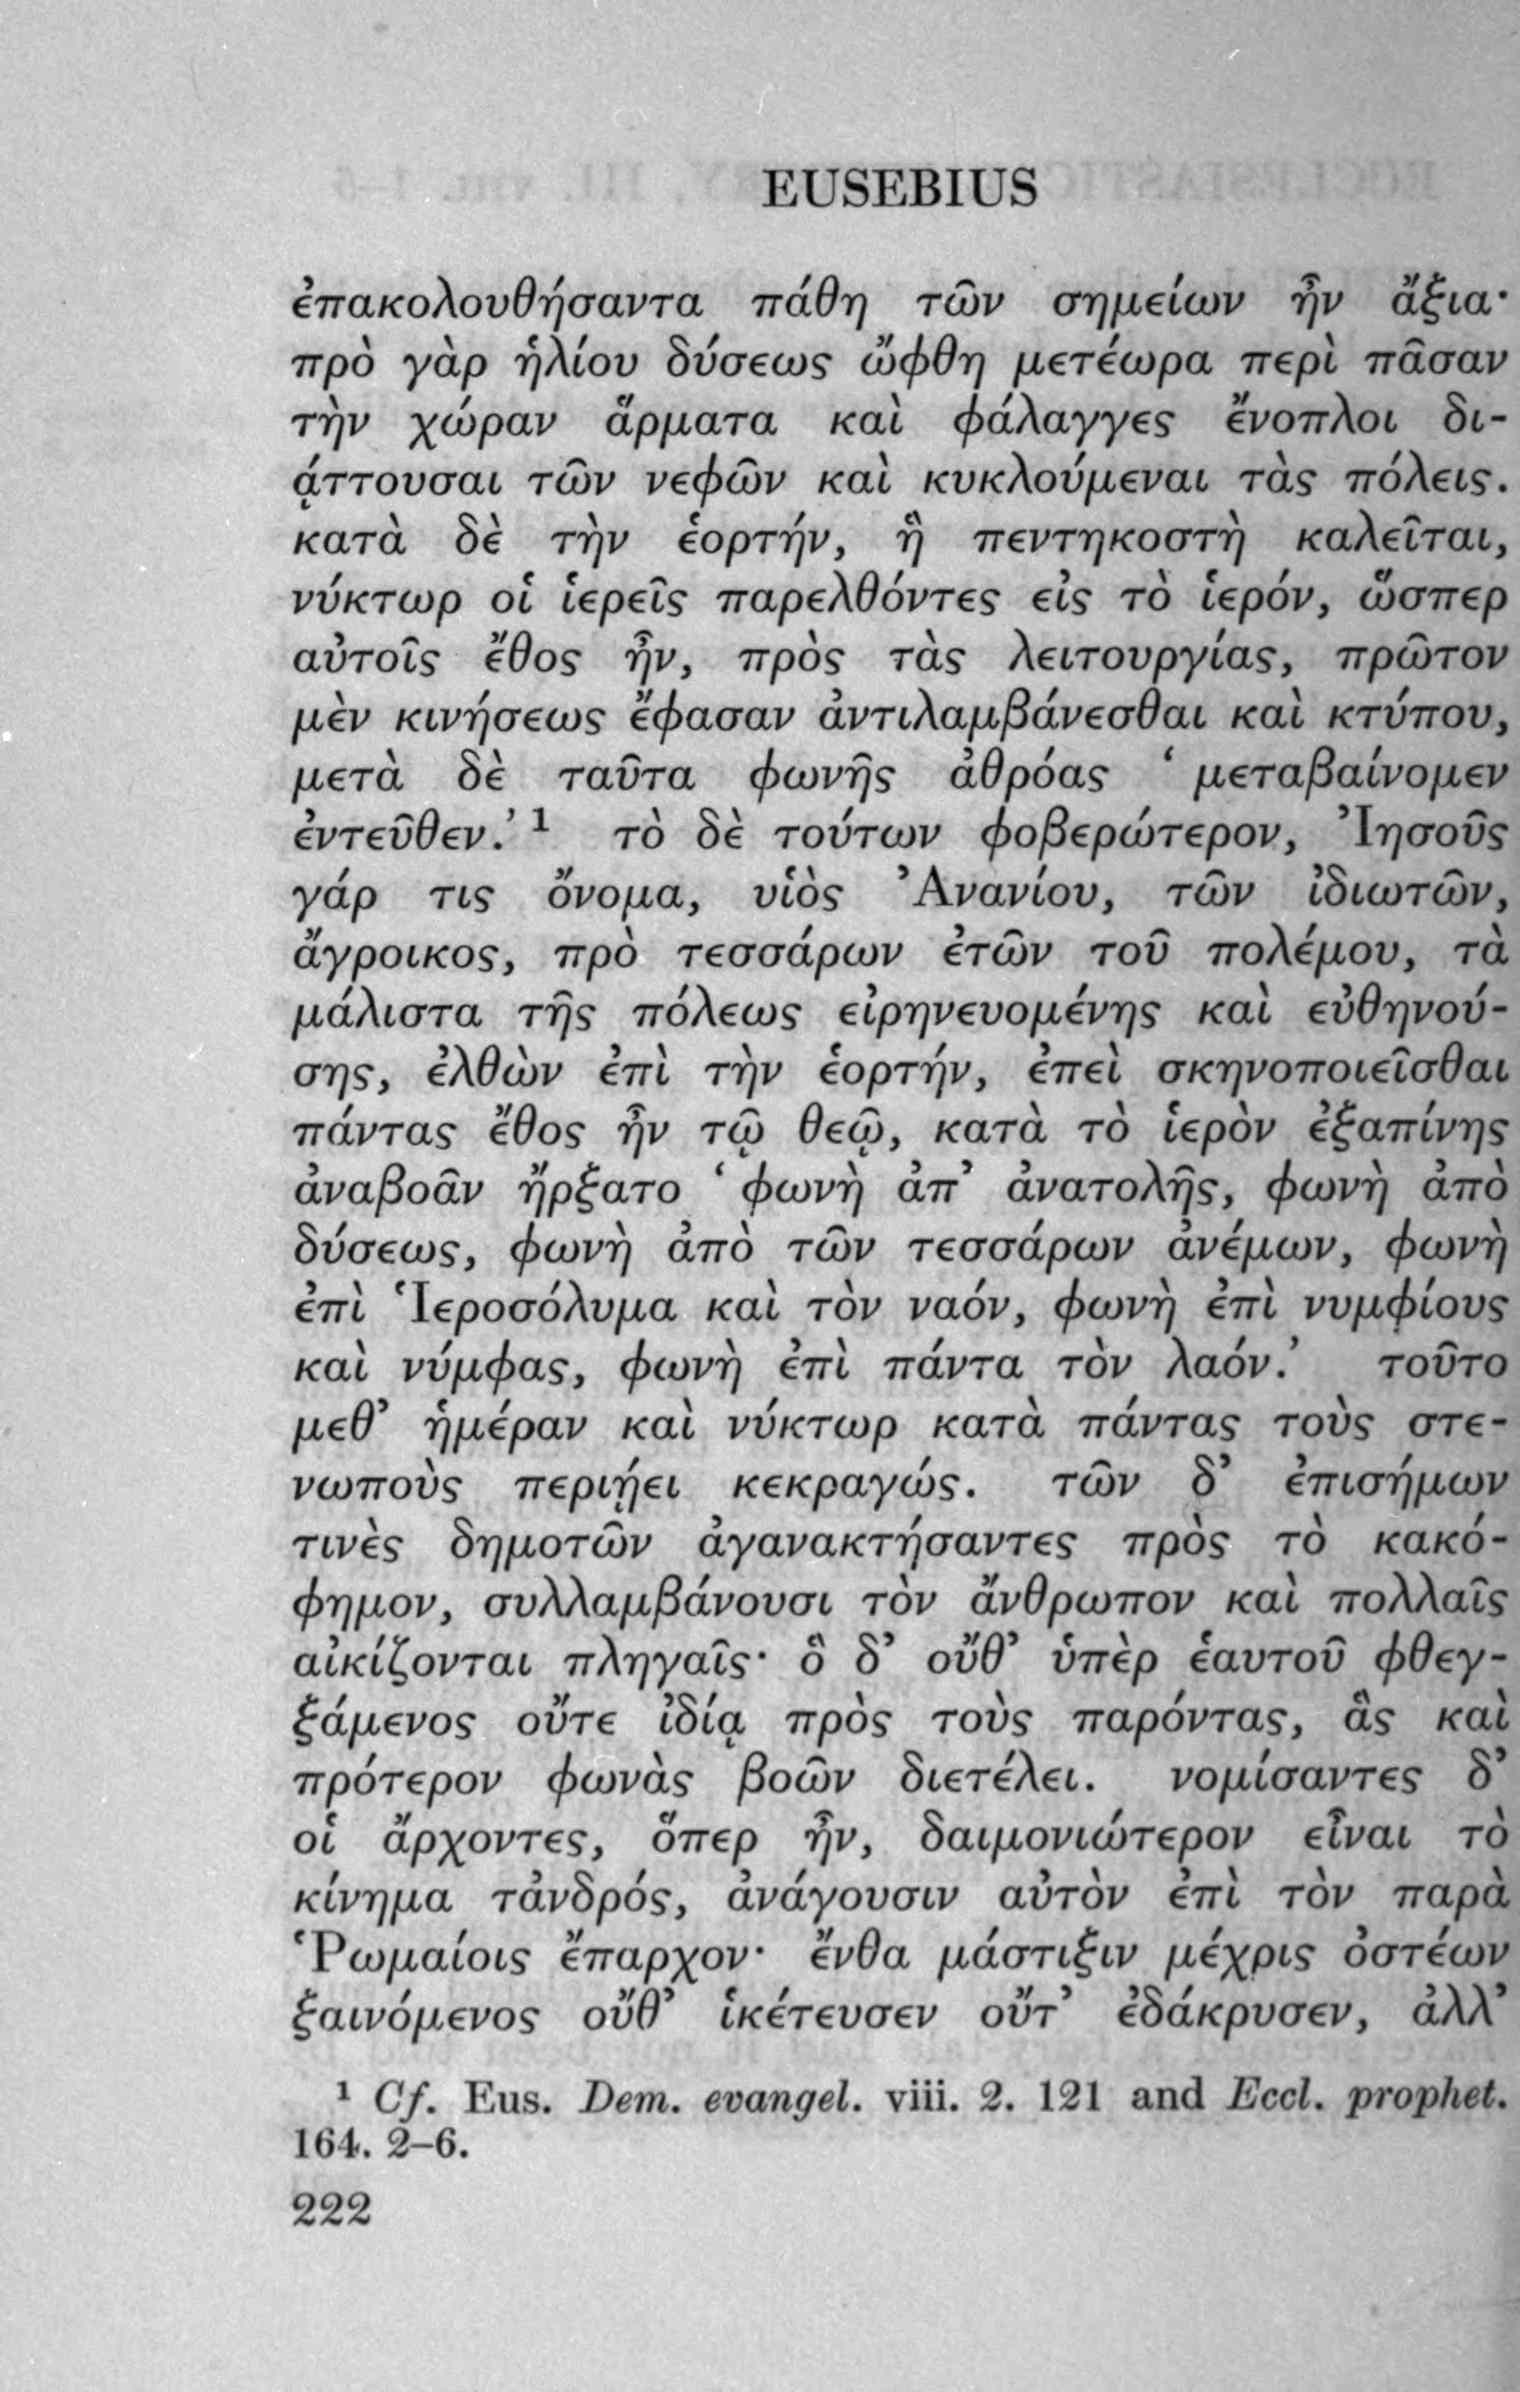 EUSEBIUS
ἐπακολουθήσαντα πάθη τῶν σημείων ἦν ἄξια·
πρὸ γὰρ ἡλίου δύσεως ὤφθη μετέωρα περὶ πᾶσαν
τὴν χώραν ἅρματα καὶ φάλαγγες ἔνοπλοι δι-
ᾴττουσαι τῶν νεφῶν καὶ κυκλούμεναι τὰς πόλεις.
κατὰ δὲ τὴν ἑορτήν, ἣ πεντηκοστὴ καλεῖται,
νύκτωρ οἱ ἱερεῖς παρελθόντες εἰς τὸ ἱερόν, ὥσπερ
αὐτοῖς ἔθος ἦν, πρὸς τὰς λειτουργίας, πρῶτον
μὲν κινήσεως ἔφασαν ἀντιλαμβάνεσθαι καὶ κτύπου,
μετὰ δὲ ταῦτα φωνῆς ἀθρόας ‘ μεταβαίνομεν
ἐντεῦθεν.’ ¹ τὸ δὲ τούτων φοβερώτερον, Ἰησοῦς
γάρ τις ὄνομα, υἱὸς Ἀνανίου, τῶν ἰδιωτῶν,
ἄγροικος, πρὸ τεσσάρων ἐτῶν τοῦ πολέμου, τὰ
μάλιστα τῆς πόλεως εἰρηνευομένης καὶ εὐθηνού-
σης, ἐλθὼν ἐπὶ τὴν ἑορτήν, ἐπεὶ σκηνοποιεῖσθαι
πάντας ἔθος ἦν τῷ θεῷ, κατὰ τὸ ἱερὸν ἐξαπίνης
ἀναβοᾶν ἤρξατο ‘ φωνὴ ἀπ’ ἀνατολῆς, φωνὴ ἀπὸ
δύσεως, φωνὴ ἀπὸ τῶν τεσσάρων ἀνέμων, φωνὴ
ἐπὶ Ἱεροσόλυμα καὶ τὸν ναόν, φωνὴ ἐπὶ νυμφίους
καὶ νύμφας, φωνὴ ἐπὶ πάντα τὸν λαόν.’ τοῦτο
μεθ’ ἡμέραν καὶ νύκτωρ κατὰ πάντας τοὺς στε-
νωποὺς περιῄει κεκραγώς. τῶν δ’ ἐπισήμων
τινὲς δημοτῶν ἀγανακτήσαντες πρὸς τὸ κακό-
φημον, συλλαμβάνουσι τὸν ἄνθρωπον καὶ πολλαῖς
αἰκίζονται πληγαῖς· ὃ δ’ οὔθ’ ὑπὲρ ἑαυτοῦ φθεγ-
ξάμενος οὔτε ἰδίᾳ πρὸς τοὺς παρόντας, ἃς καὶ
πρότερον φωνὰς βοῶν διετέλει. νομίσαντες δ’
οἱ ἄρχοντες, ὅπερ ἦν, δαιμονιώτερον εἶναι τὸ
κίνημα τἀνδρός, ἀνάγουσιν αὐτὸν ἐπὶ τὸν παρὰ
Ῥωμαίοις ἔπαρχον· ἔνθα μάστιξιν μέχρις ὀστέων
ξαινόμενος οὔθ’ ἱκέτευσεν οὔτ’ ἐδάκρυσεν, ἀλλ’
¹ Cf. Eus. Dem. evangel. viii. 2. 121 and Eccl. prophet.
164. 2–6.
222